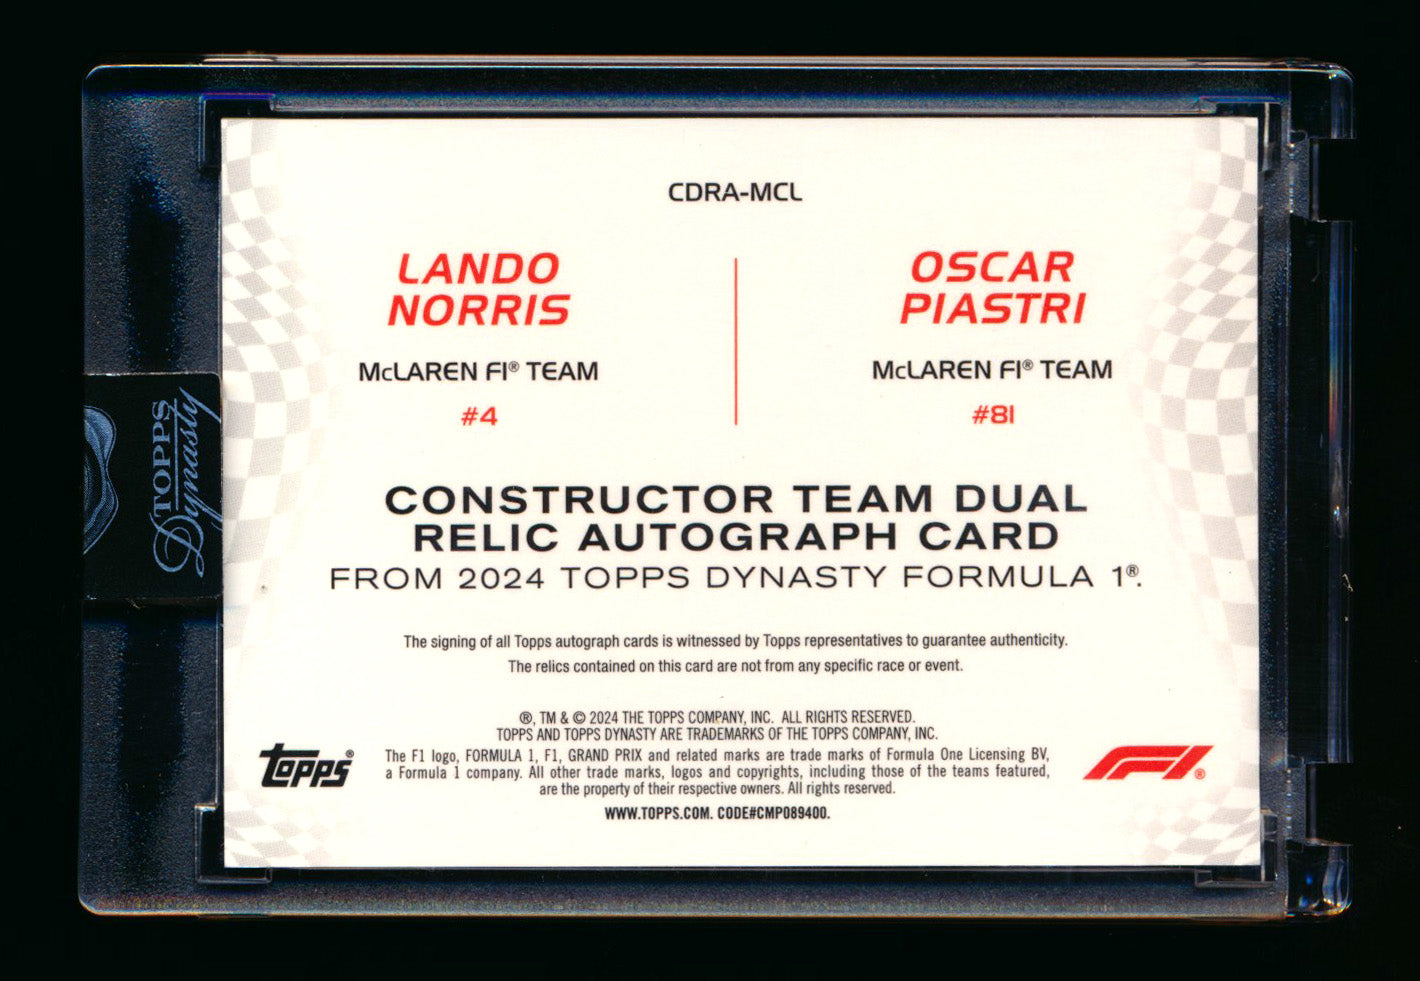 CDRA-MCL
LANDO
NORRIS
McLAREN F1® TEAM
#4
OSCAR
PIASTRI
McLAREN F1® TEAM
#81
CONSTRUCTOR TEAM DUAL
RELIC AUTOGRAPH CARD
FROM 2024 TOPPS DYNASTY FORMULA 1®.
The signing of all Topps autograph cards is witnessed by Topps representatives to guarantee authenticity.
The relics contained on this card are not from any specific race or event.
®, TM & © 2024 THE TOPPS COMPANY, INC. ALL RIGHTS RESERVED.
TOPPS AND TOPPS DYNASTY ARE TRADEMARKS OF THE TOPPS COMPANY, INC.
The F1 logo, FORMULA 1, F1, GRAND PRIX and related marks are trade marks of Formula One Licensing BV,
a Formula 1 company. All other trade marks, logos and copyrights, including those of the teams featured,
are the property of their respective owners. All rights reserved.
WWW.TOPPS.COM. CODE#CMP089400.
topps®
F1®
TOPPS
Dynasty